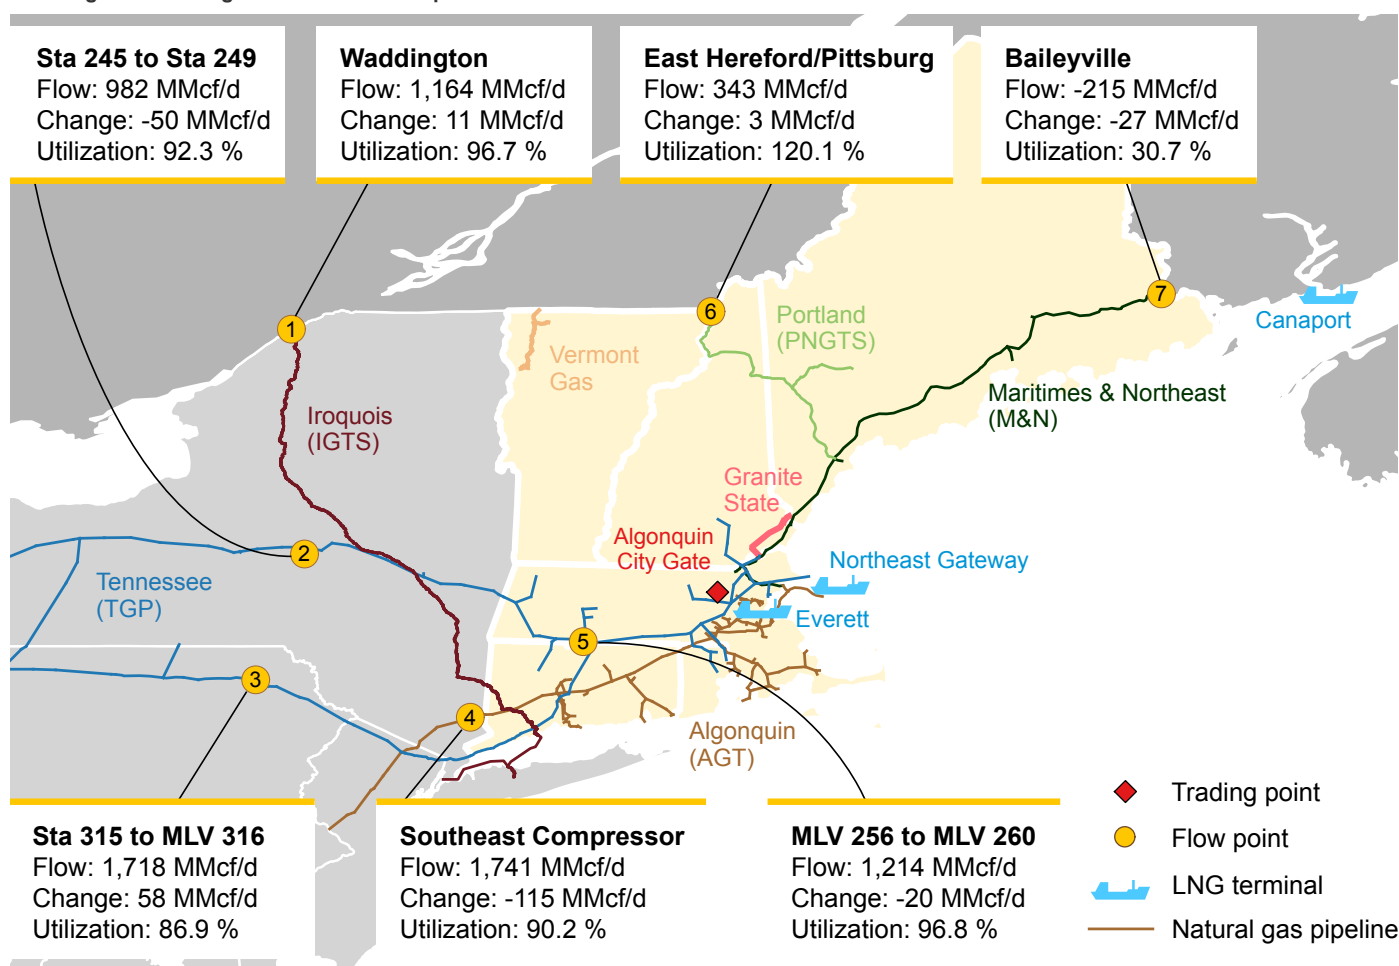 Sta 245 to Sta 249
Flow: 982 MMcf/d
Change: -50 MMcf/d
Utilization: 92.3 %
Waddington
Flow: 1,164 MMcf/d
Change: 11 MMcf/d
Utilization: 96.7 %
East Hereford/Pittsburg
Flow: 343 MMcf/d
Change: 3 MMcf/d
Utilization: 120.1 %
Baileyville
Flow: -215 MMcf/d
Change: -27 MMcf/d
Utilization: 30.7 %
7
Canaport
6
Portland
(PNGTS)
1
Vermont
Gas
Maritimes & Northeast
(M&N)
Iroquois
(IGTS)
Granite
State
Algonquin
City Gate
2
Northeast Gateway
Tennessee
(TGP)
Everett
5
3
4
Algonquin
(AGT)
Sta 315 to MLV 316
Flow: 1,718 MMcf/d
Change: 58 MMcf/d
Utilization: 86.9 %
Southeast Compressor
Flow: 1,741 MMcf/d
Change: -115 MMcf/d
Utilization: 90.2 %
MLV 256 to MLV 260
Flow: 1,214 MMcf/d
Change: -20 MMcf/d
Utilization: 96.8 %
Trading point
Flow point
LNG terminal
Natural gas pipeline